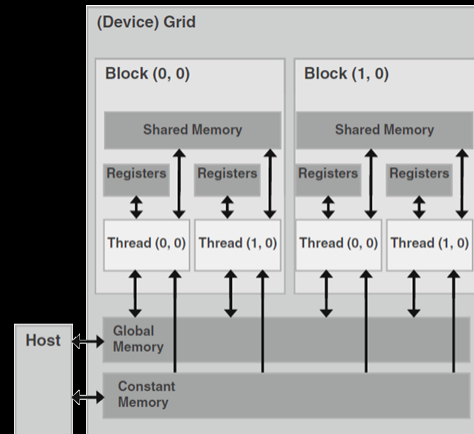 (Device) Grid
Block (0, 0)
Block (1, 0)
Shared Memory
Shared Memory
Registers
Registers
Registers
Registers
Thread (0, 0)
Thread (1, 0)
Thread (0, 0)
Thread (1, 0)
Host
Global
Memory
Constant
Memory